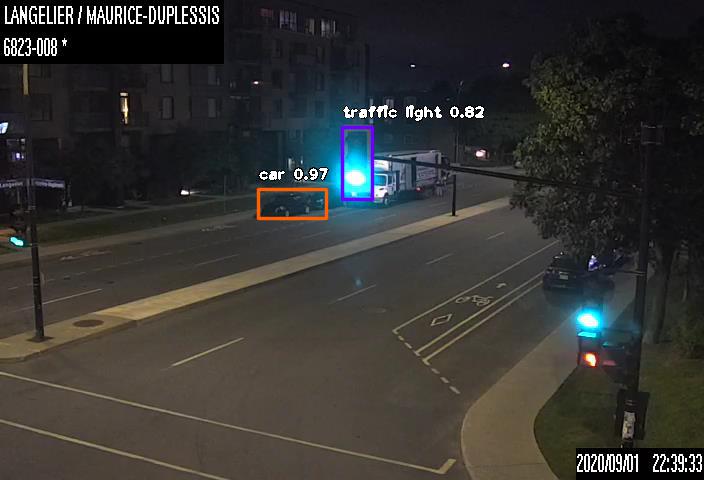 LANGELIER / MAURICE-DUPLESSIS
6823-008 *
traffic light 0.82
car 0.97
2020/09/01 22:39:33